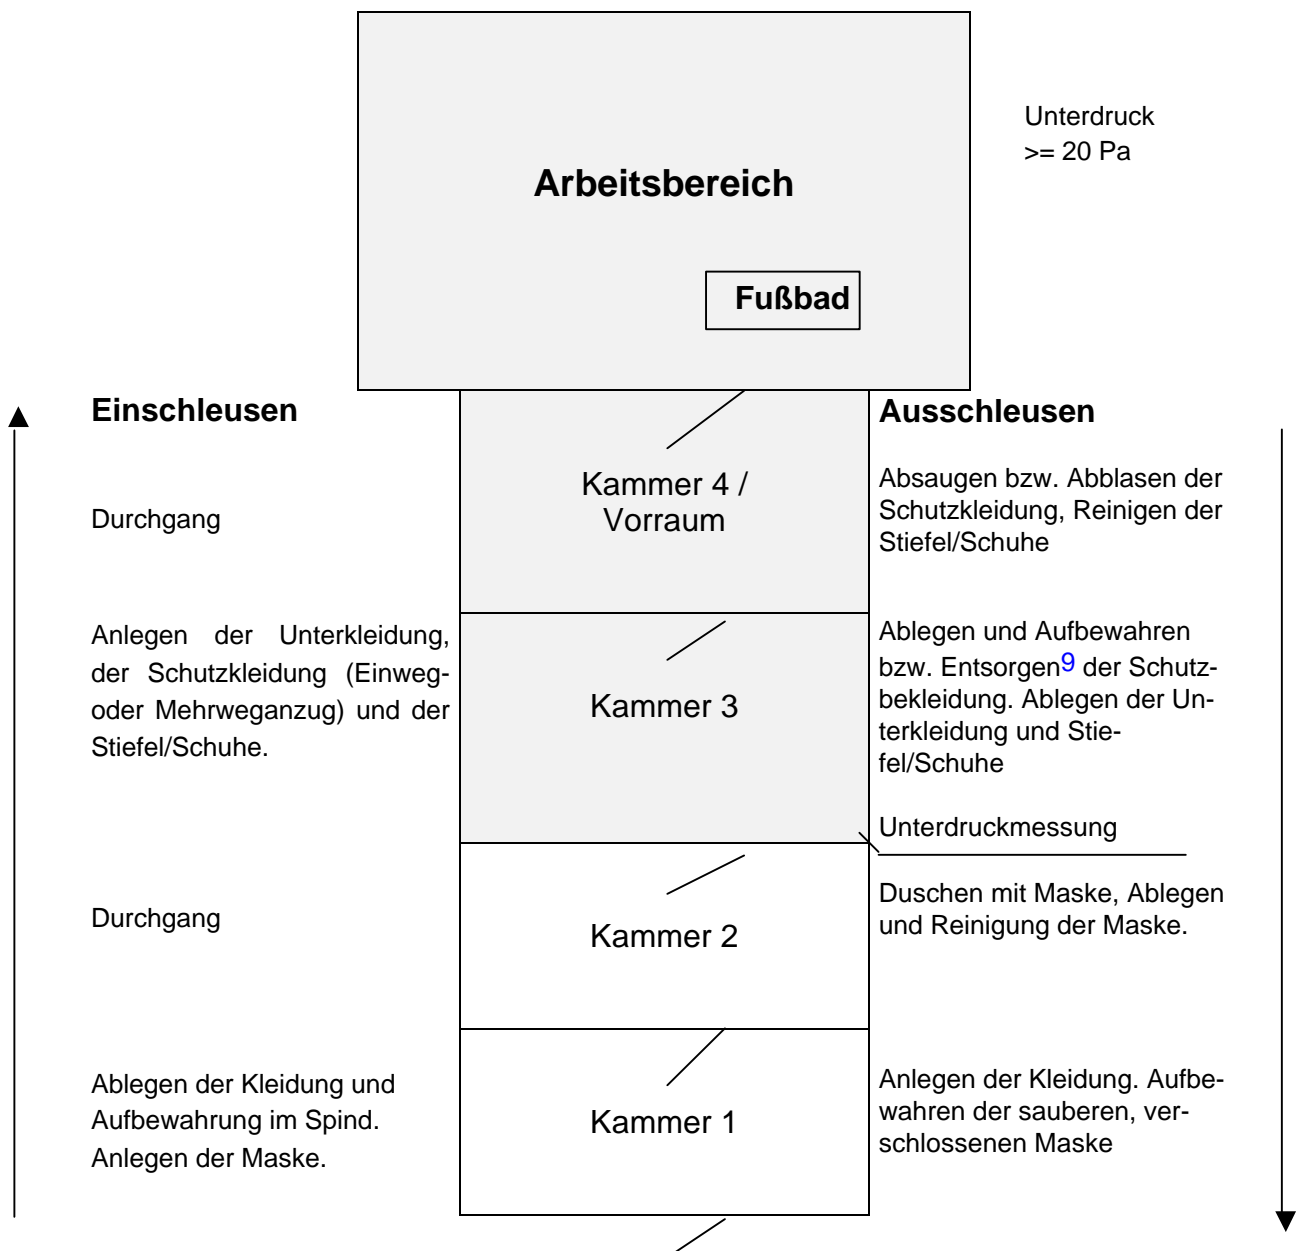 Unterdruck
>= 20 Pa
Arbeitsbereich
Fußbad
Einschleusen
Ausschleusen
Durchgang
Kammer 4 /
Vorraum
Absaugen bzw. Abblasen der
Schutzkleidung, Reinigen der
Stiefel/Schuhe
Anlegen der Unterkleidung,
der Schutzkleidung (Einweg-
oder Mehrweganzug) und der
Stiefel/Schuhe.
Kammer 3
Ablegen und Aufbewahren
bzw. Entsorgen9 der Schutz-
bekleidung. Ablegen der Un-
terkleidung und Stie-
fel/Schuhe
Unterdruckmessung
Durchgang
Kammer 2
Duschen mit Maske, Ablegen
und Reinigung der Maske.
Ablegen der Kleidung und
Aufbewahrung im Spind.
Anlegen der Maske.
Kammer 1
Anlegen der Kleidung. Aufbe-
wahren der sauberen, ver-
schlossenen Maske